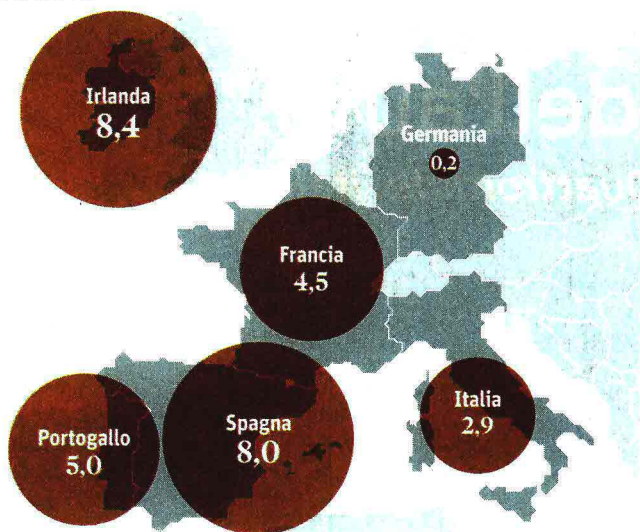 Irlanda
8,4
Germania
0,2
Francia
4,5
Portogallo
5,0
Spagna
8,0
Italia
2,9